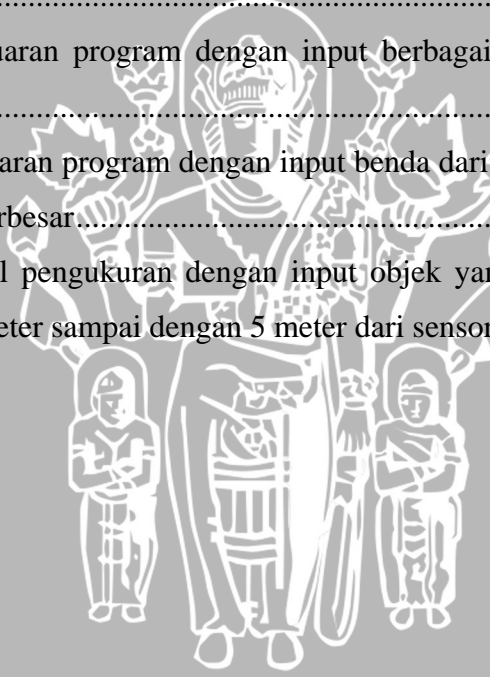 ....................................................................
uaran program dengan input berbagai
....................................................................
aran program dengan input benda dari
rbesar.......................................................
l pengukuran dengan input objek yan
eter sampai dengan 5 meter dari sensor